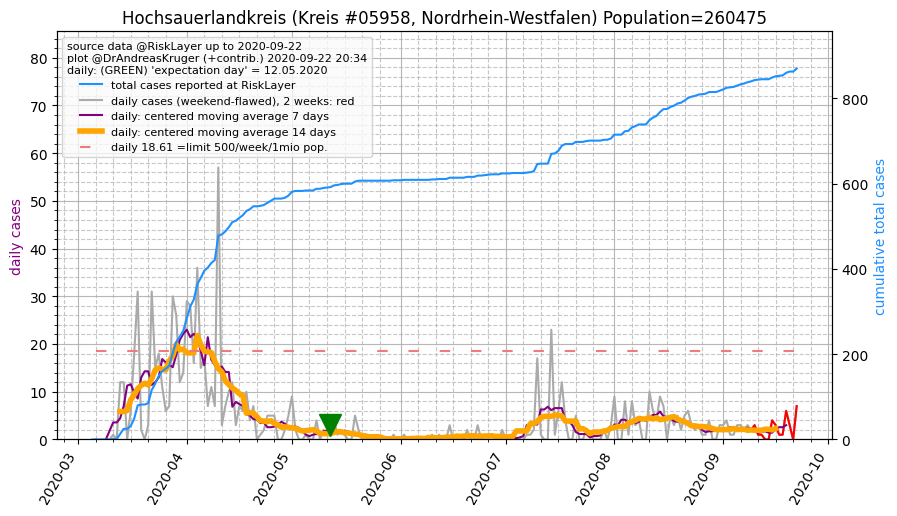 Hochsauerlandkreis (Kreis #05958, Nordrhein-Westfalen) Population=260475
source data @RiskLayer up to 2020-09-22
plot @DrAndreasKruger (+contrib.) 2020-09-22 20:34
daily: (GREEN) 'expectation day' = 12.05.2020
total cases reported at RiskLayer
daily cases (weekend-flawed), 2 weeks: red
daily: centered moving average 7 days
daily: centered moving average 14 days
daily 18.61 =limit 500/week/1mio pop.
daily cases
80
70
60
50
40
30
20
10
0
cumulative total cases
800
600
400
200
0
2020-03
2020-04
2020-05
2020-06
2020-07
2020-08
2020-09
2020-10